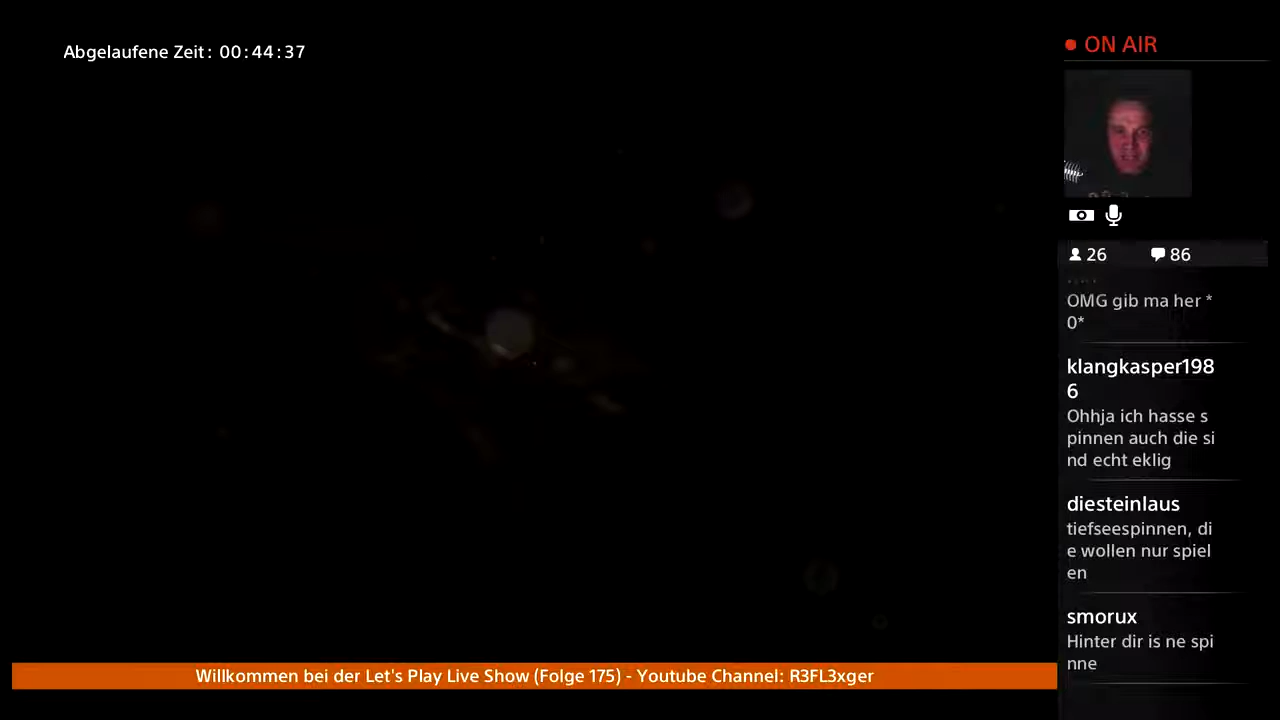 Abgelaufene Zeit: 00:44:37
ON AIR
26
86
OMG gib ma her *
0*
klangkasper198
6
Ohhja ich hasse s
pinnen auch die si
nd echt eklig
diesteinlaus
tiefseespinnen, di
e wollen nur spiel
en
smorux
Hinter dir is ne spi
nne
Willkommen bei der Let's Play Live Show (Folge 175) - Youtube Channel: R3FL3xger